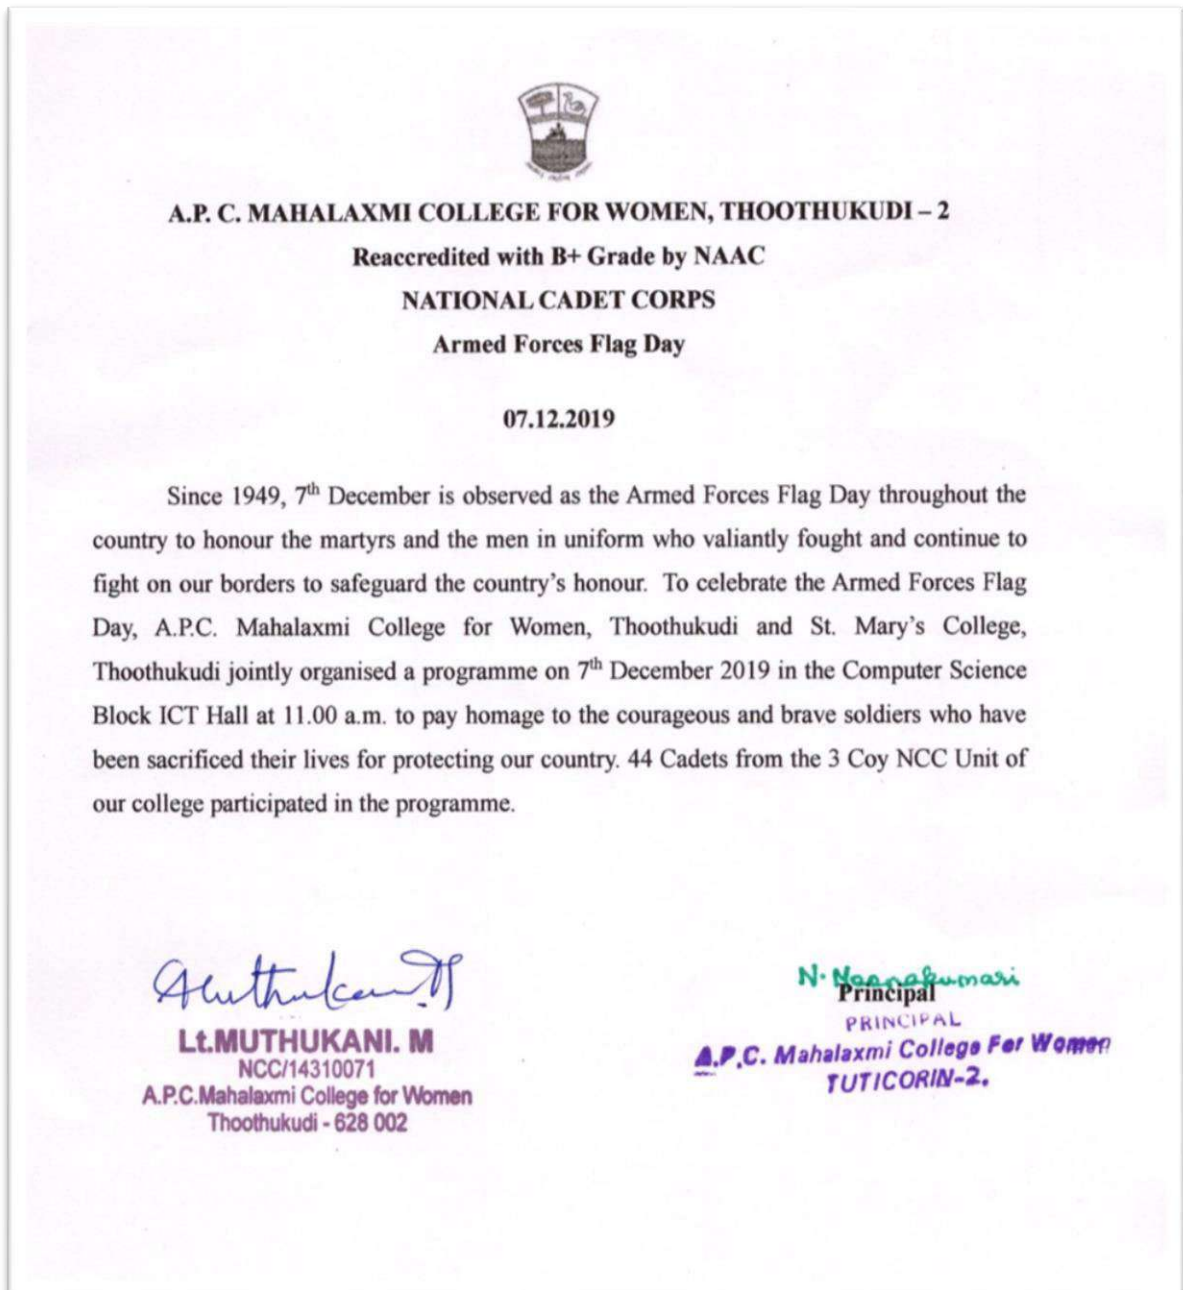 A.P. C. MAHALAXMI COLLEGE FOR WOMEN, THOOTHUKUDI – 2
Reaccredited with B+ Grade by NAAC
NATIONAL CADET CORPS
Armed Forces Flag Day
07.12.2019
Since 1949, 7th December is observed as the Armed Forces Flag Day throughout the
country to honour the martyrs and the men in uniform who valiantly fought and continue to
fight on our borders to safeguard the country's honour. To celebrate the Armed Forces Flag
Day, A.P.C. Mahalaxmi College for Women, Thoothukudi and St. Mary's College,
Thoothukudi jointly organised a programme on 7th December 2019 in the Computer Science
Block ICT Hall at 11.00 a.m. to pay homage to the courageous and brave soldiers who have
been sacrificed their lives for protecting our country. 44 Cadets from the 3 Coy NCC Unit of
our college participated in the programme.
Muthukani M
Lt.MUTHUKANI. M
NCC/14310071
A.P.C.Mahalaxmi College for Women
Thoothukudi - 628 002
N.
Principal
PRINCIPAL
A.P.C. Mahalaxmi College For Women
TUTICORIN-2.